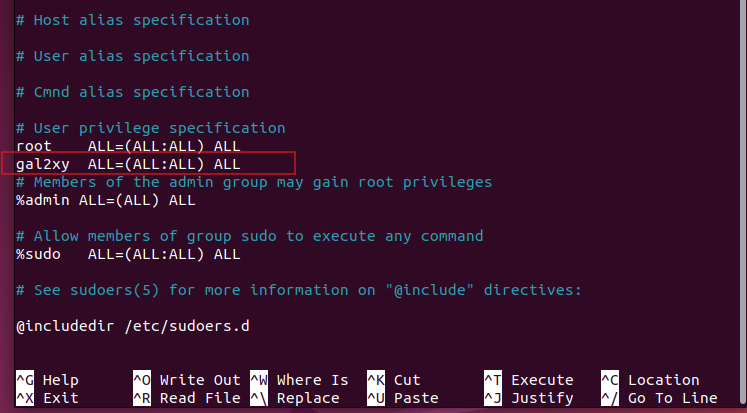 # Host alias specification
# User alias specification
# Cmnd alias specification
# User privilege specification
root    ALL=(ALL:ALL) ALL
gal2xy  ALL=(ALL:ALL) ALL
# Members of the admin group may gain root privileges
%admin ALL=(ALL) ALL
# Allow members of group sudo to execute any command
%sudo   ALL=(ALL:ALL) ALL
# See sudoers(5) for more information on "@include" directives:
@includedir /etc/sudoers.d
^G Help ^O Write Out ^W Where Is ^K Cut ^T Execute ^C Location
^X Exit ^R Read File ^\ Replace ^U Paste ^J Justify ^/ Go To Line